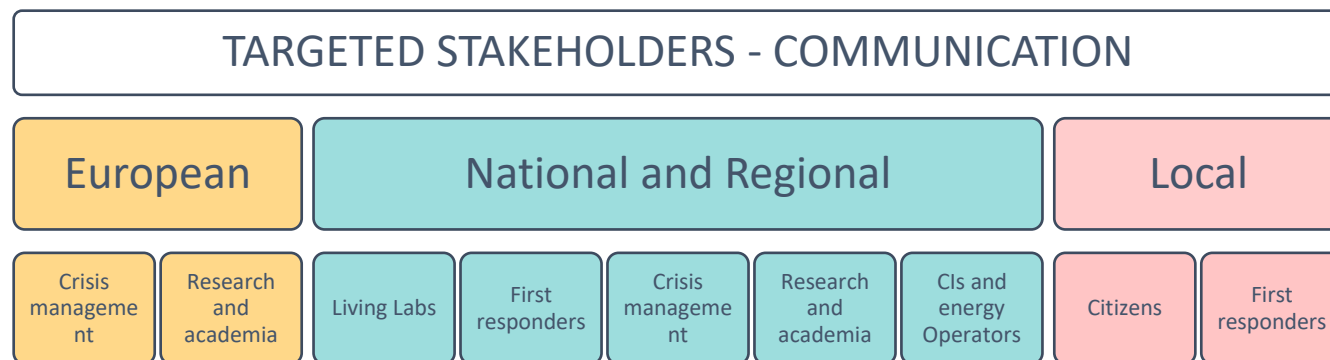 TARGETED STAKEHOLDERS - COMMUNICATION
European
National and Regional
Local
Crisis
manageme
nt
Research
and
academia
Living Labs
First
responders
Crisis
manageme
nt
Research
and
academia
CIs and
energy
Operators
Citizens
First
responders